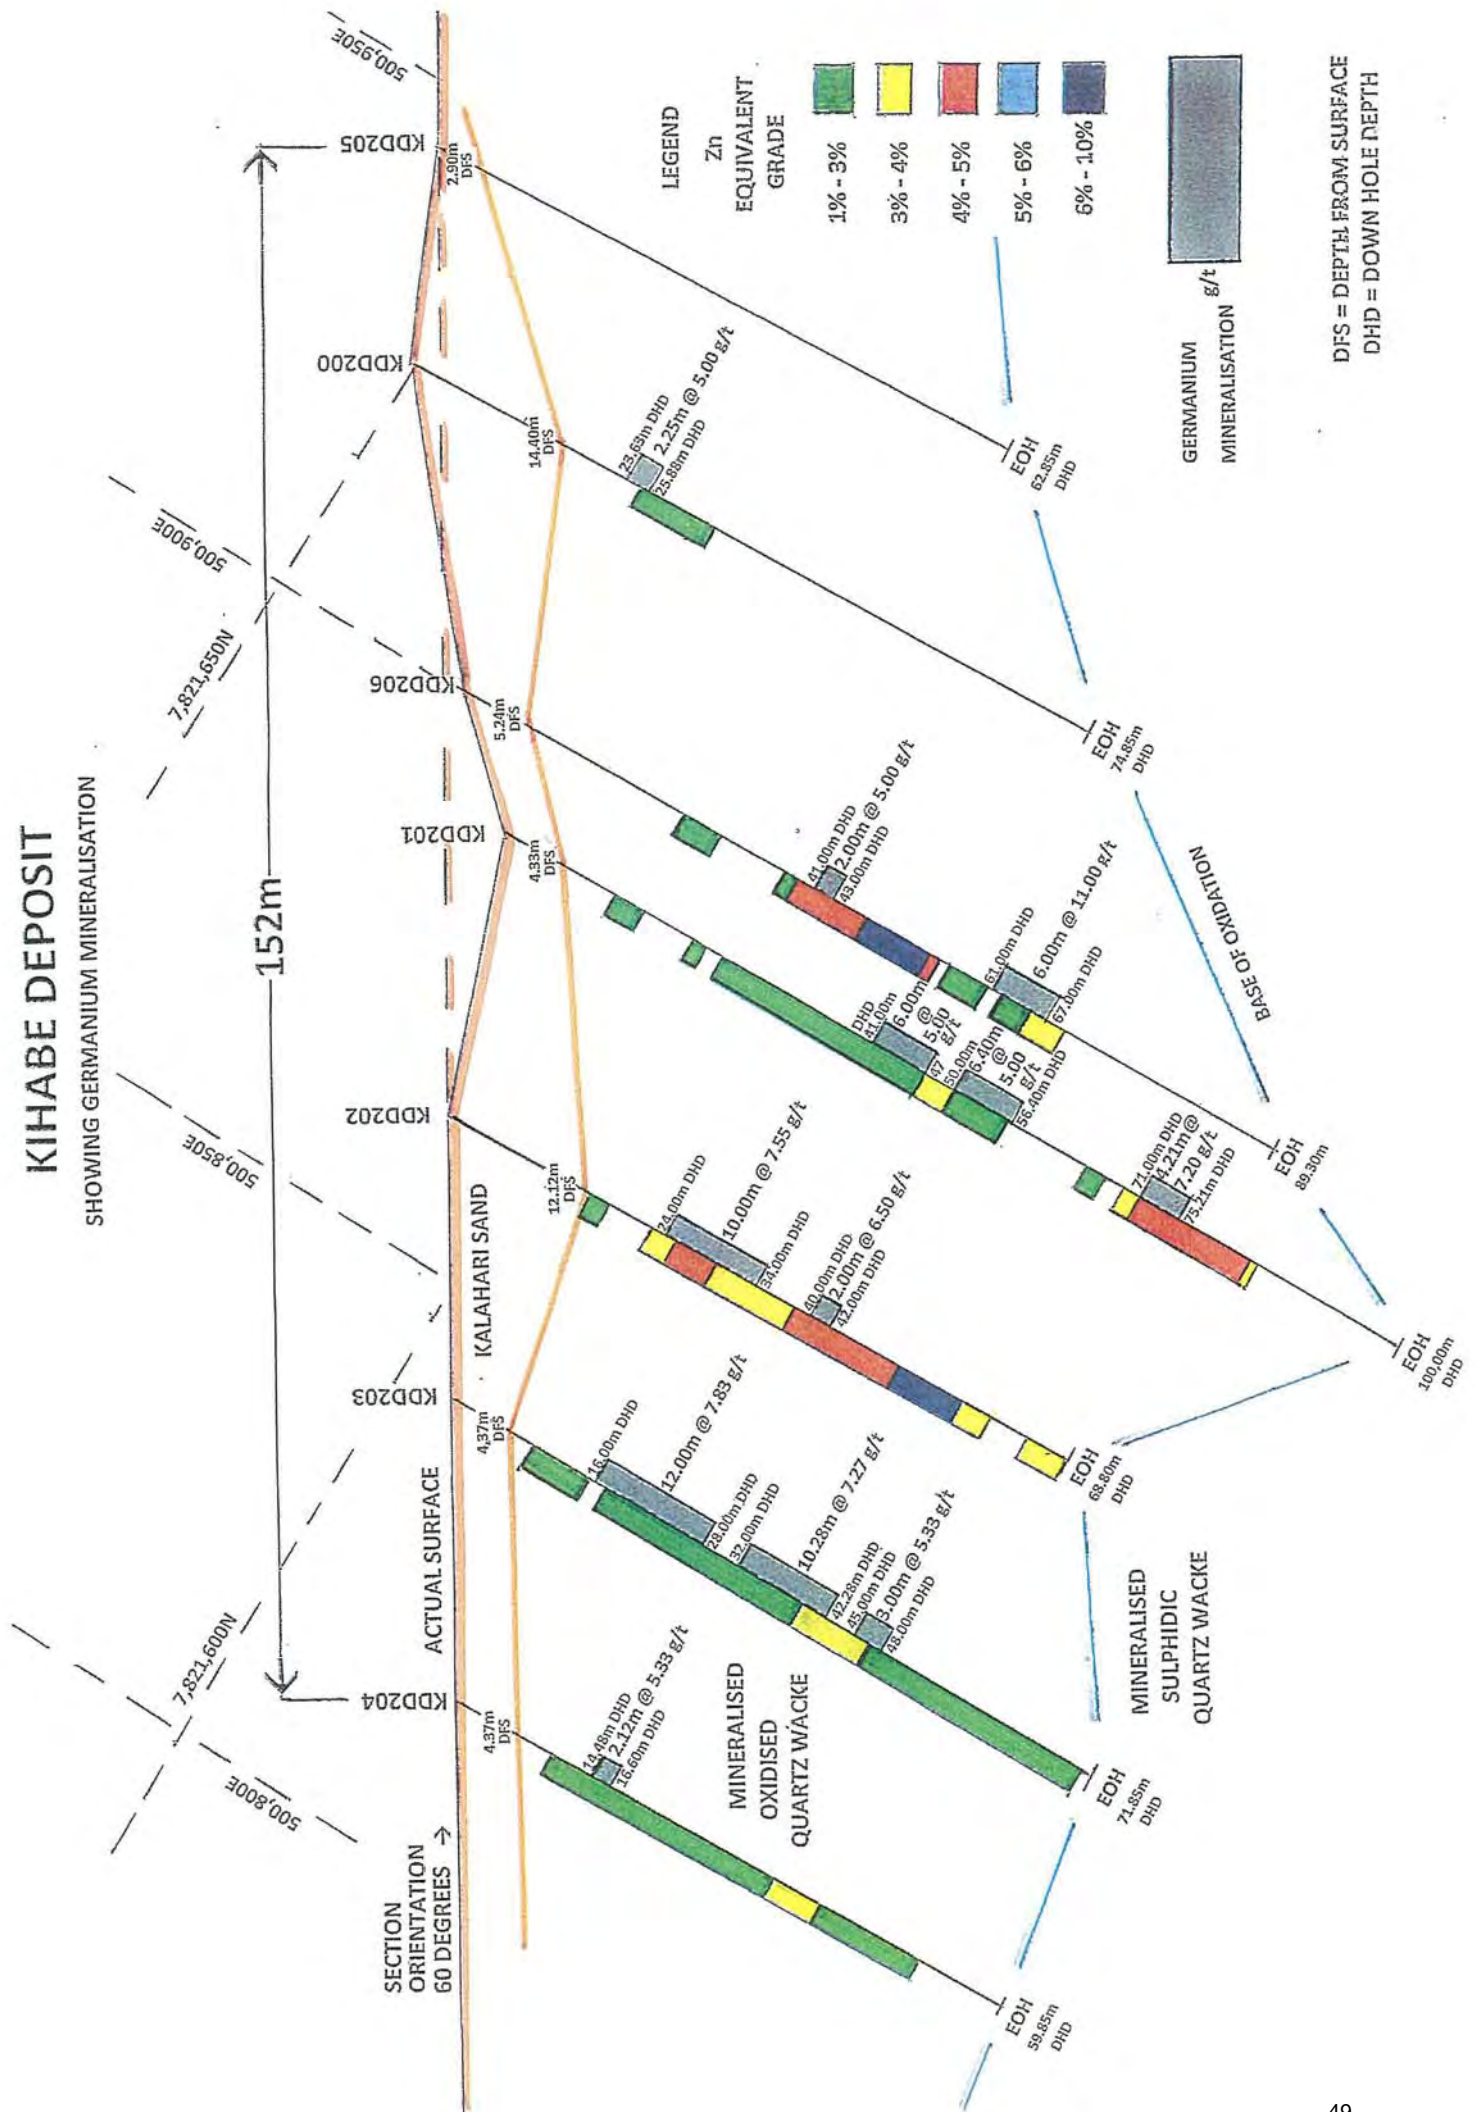 KIHABE DEPOSIT
SHOWING GERMANIUM MINERALISATION
152m
500,800E
7,821,600N
500,850E
7,821,650N
500,900E
500,950E
SECTION
ORIENTATION
60 DEGREES
ACTUAL SURFACE
KALAHARI SAND
KDD204
KDD203
KDD202
KDD201
KDD206
KDD200
KDD205
4.37m
DFS
14.48m DHD
2.12m @ 5.33 g/t
16.60m DHD
EOH
59.85m
DHD
4,37m
DFS
16.00m DHD
12.00m @ 7.83 g/t
28.00m DHD
32.00m DHD
10.28m @ 7.27 g/t
42.28m DHD
45.00m DHD
3.00m @ 5.33 g/t
48.00m DHD
EOH
71.85m
DHD
12.12m
DFS
24.00m DHD
10.00m @ 7.55 g/t
34.00m DHD
40.00m DHD
2.00m @ 6.50 g/t
42.00m DHD
EOH
68.80m
DHD
4.33m
DFS
DHD
41.00m
6.00m
@
5.00
g/t
47
50.00m
6.40m
@
5.00
g/t
56.40m DHD
71.00m DHD
4.21m @
7.20 g/t
75.21m DHD
EOH
100,00m
DHD
5.24m
DFS
41.00m DHD
2.00m @ 5.00 g/t
43.00m DHD
61.00m DHD
6.00m @ 11.00 g/t
67.00m DHD
EOH
89.30m
DHD
14.40m
DFS
23.63m DHD
2.25m @ 5.00 g/t
25.88m DHD
EOH
74.85m
DHD
2.90m
DFS
EOH
62.85m
DHD
MINERALISED
OXIDISED
QUARTZ WACKE
MINERALISED
SULPHIDIC
QUARTZ WACKE
BASE OF OXIDATION
LEGEND
Zn
EQUIVALENT
GRADE
1% - 3%
3% - 4%
4% - 5%
5% - 6%
6% - 10%
GERMANIUM
MINERALISATION
g/t
DFS = DEPTH FROM SURFACE
DHD = DOWN HOLE DEPTH
49